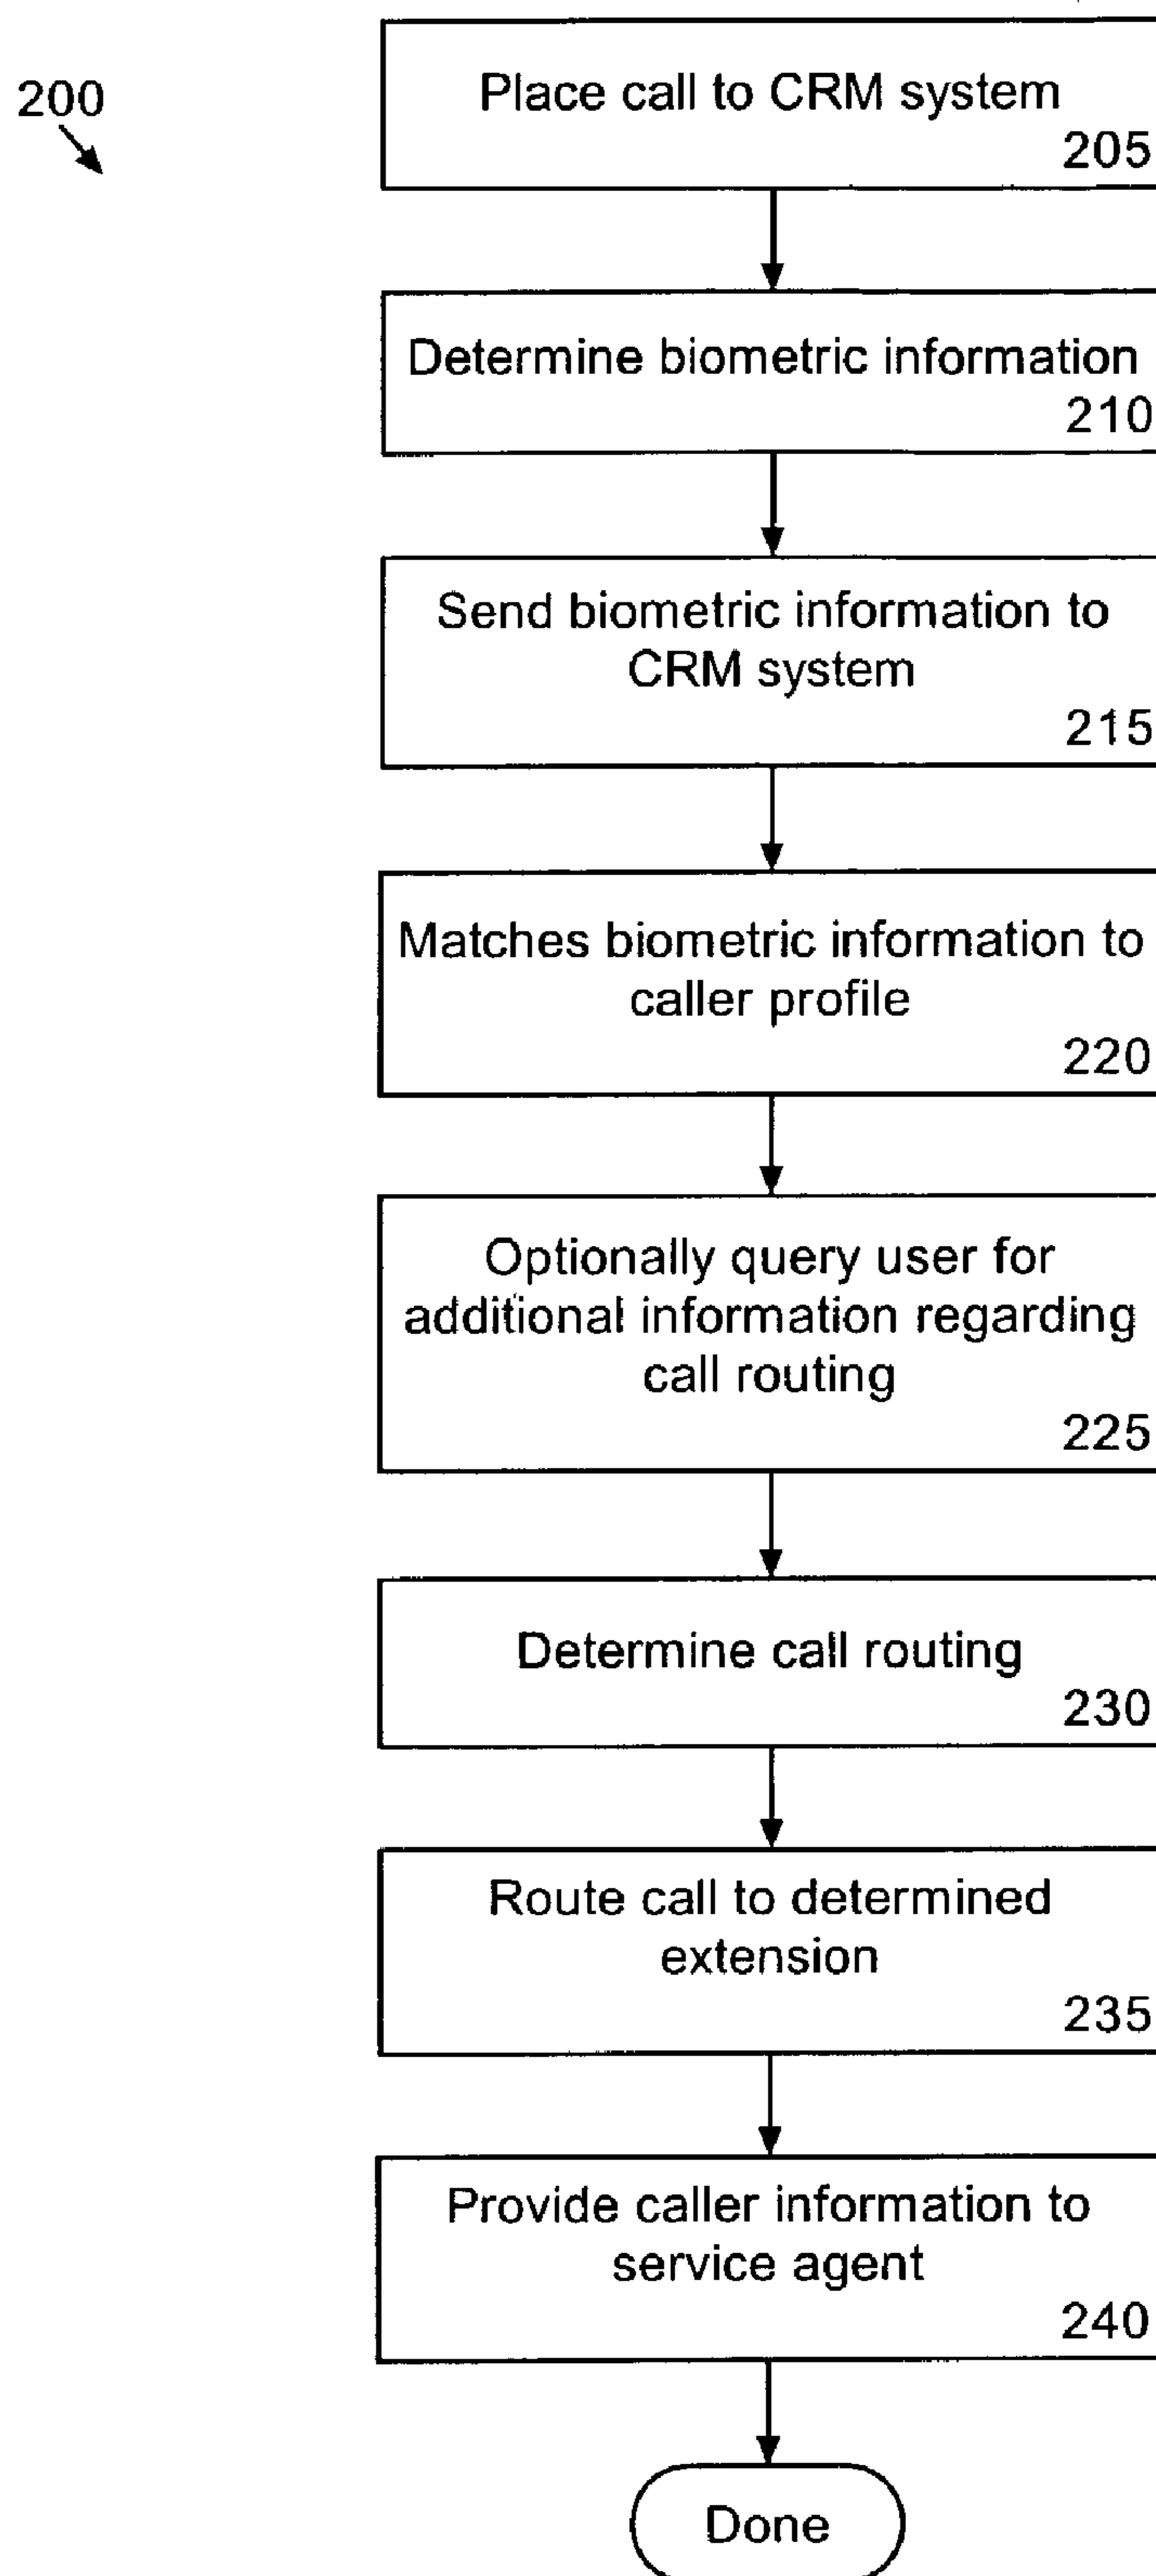 200
Place call to CRM system
205
Determine biometric information
210
Send biometric information to
CRM system
215
Matches biometric information to
caller profile
220
Optionally query user for
additional information regarding
call routing
225
Determine call routing
230
Route call to determined
extension
235
Provide caller information to
service agent
240
Done